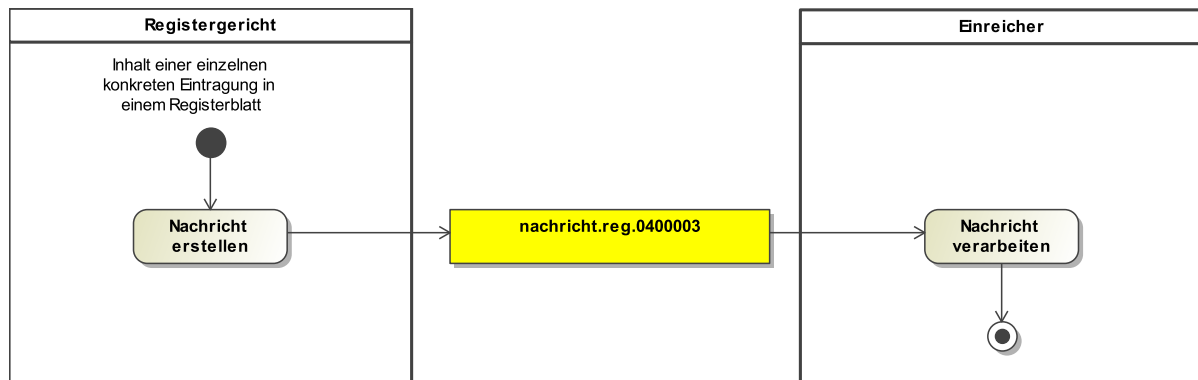 Registergericht
Einreicher
Inhalt einer einzelnen
konkreten Eintragung in
einem Registerblatt
Nachricht
erstellen
nachricht.reg.0400003
Nachricht
verarbeiten